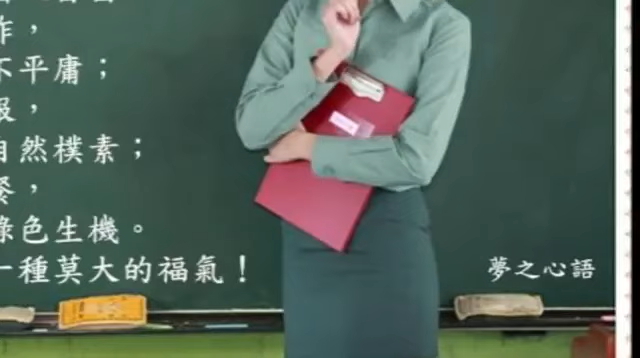 作，
不平庸；
服，
自然樸素；
綠色生機。
一種莫大的福氣！
夢之心語